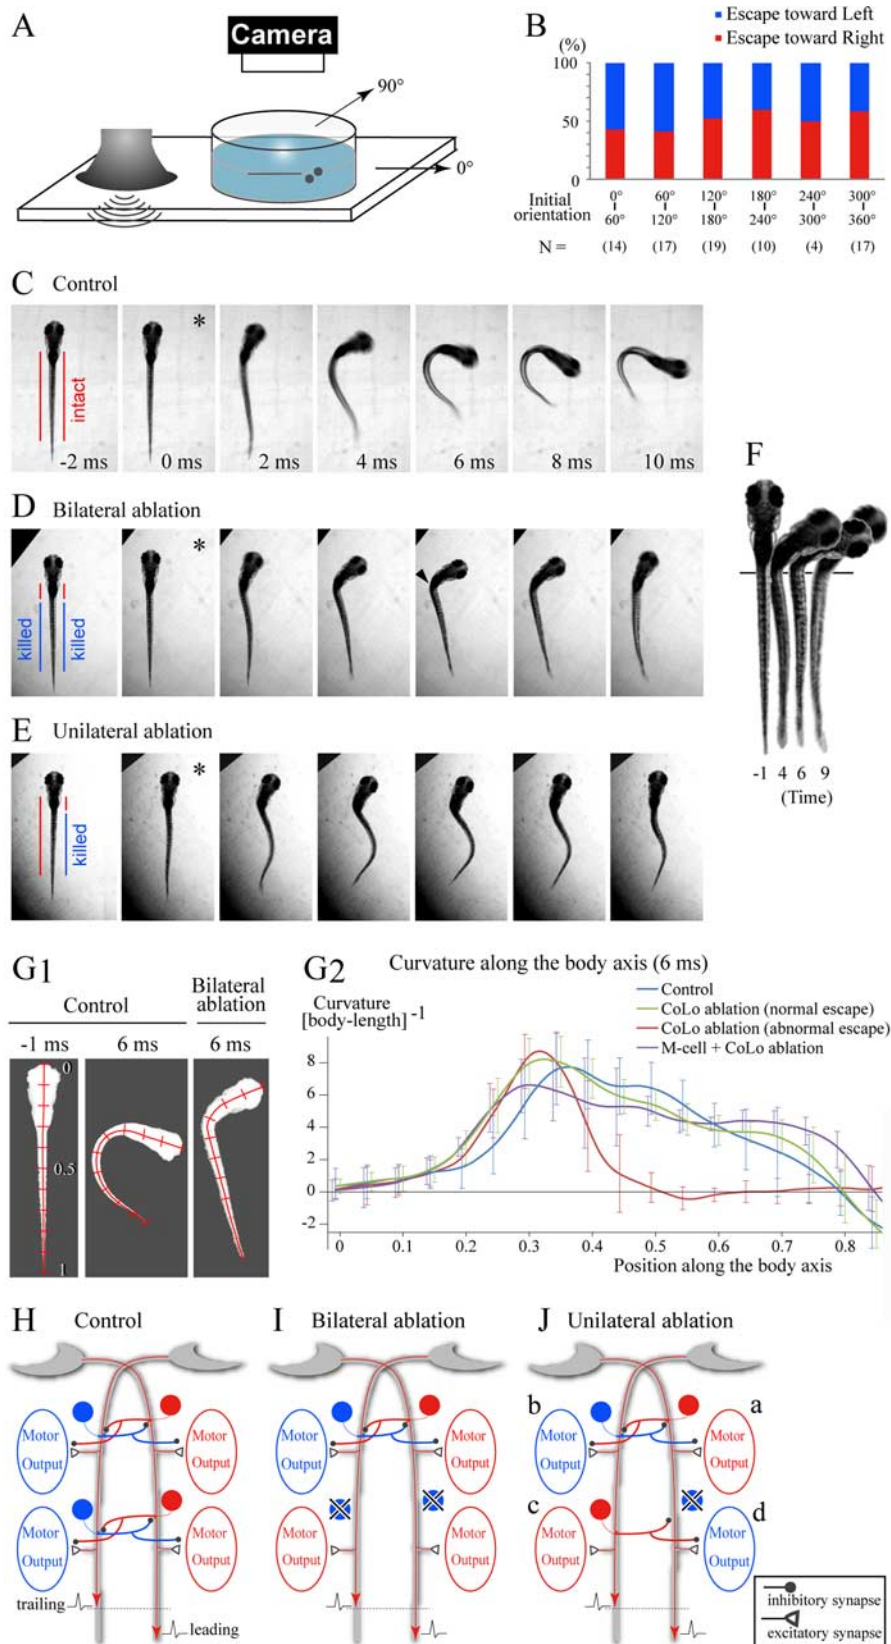 A
Camera
90°
0°
B
Escape toward Left
Escape toward Right
(%)
100
50
0
Initial orientation
0° 60° 120° 180° 240° 300°
60° 120° 180° 240° 300° 360°
N = (14) (17) (19) (10) (4) (17)
C Control
*
intact
-2 ms 0 ms 2 ms 4 ms 6 ms 8 ms 10 ms
D Bilateral ablation
*
killed killed
E Unilateral ablation
*
killed
F
-1 4 6 9
(Time)
G1
Control
Bilateral ablation
-1 ms 6 ms 6 ms
0
0.5
1
G2 Curvature along the body axis (6 ms)
Curvature
[body-length]-1
Control
CoLo ablation (normal escape)
CoLo ablation (abnormal escape)
M-cell + CoLo ablation
8
6
4
2
0
-2
0 0.1 0.2 0.3 0.4 0.5 0.6 0.7 0.8
Position along the body axis
H Control
Motor Output
Motor Output
Motor Output
Motor Output
trailing
leading
I Bilateral ablation
Motor Output
Motor Output
Motor Output
Motor Output
J Unilateral ablation
b
a
Motor Output
Motor Output
c
d
Motor Output
Motor Output
inhibitory synapse
excitatory synapse